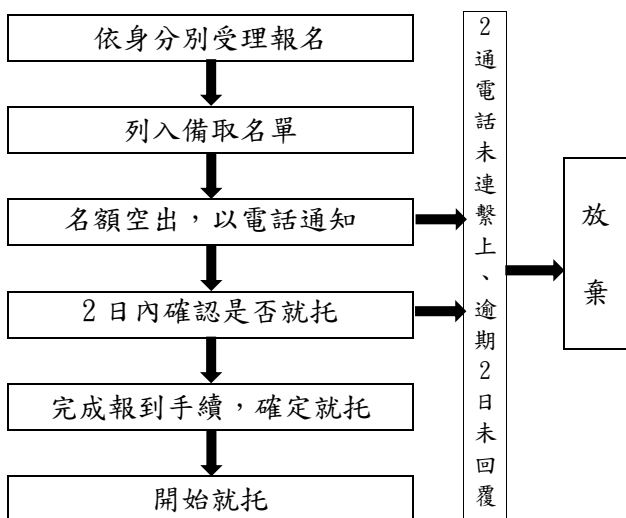 依身分別受理報名
列入備取名單
名額空出，以電話通知
2日內確認是否就托
完成報到手續，確定就托
開始就托
2通電話未連繫上、逾期2日未回覆
放棄